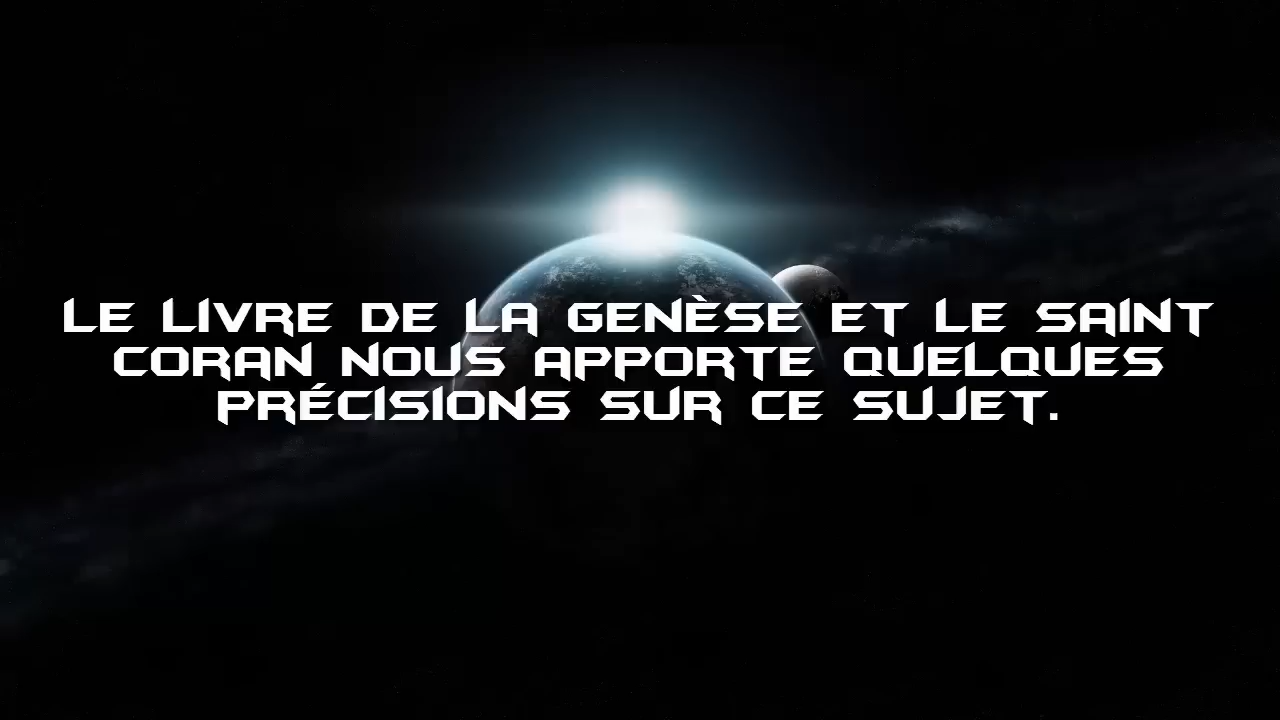 LE LIVRE DE LA GENÈSE ET LE SAINT
CORAN NOUS APPORTE QUELQUES
PRÉCISIONS SUR CE SUJET.